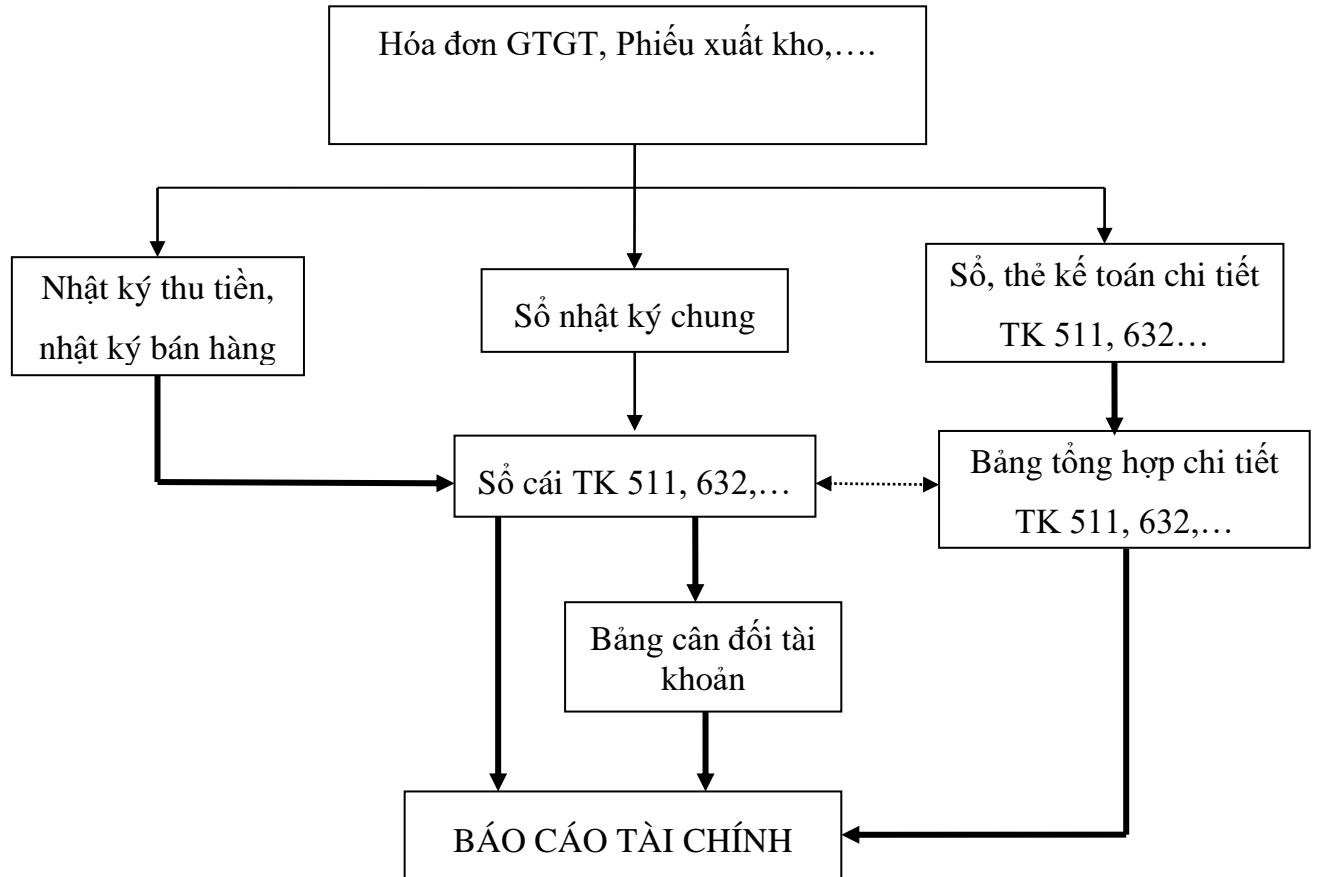 Hóa đơn GTGT, Phiếu xuất kho,….
Nhật ký thu tiền,
nhật ký bán hàng
Sổ nhật ký chung
Sổ, thẻ kế toán chi tiết
TK 511, 632…
Sổ cái TK 511, 632,…
Bảng tổng hợp chi tiết
TK 511, 632,…
Bảng cân đối tài
khoản
BÁO CÁO TÀI CHÍNH